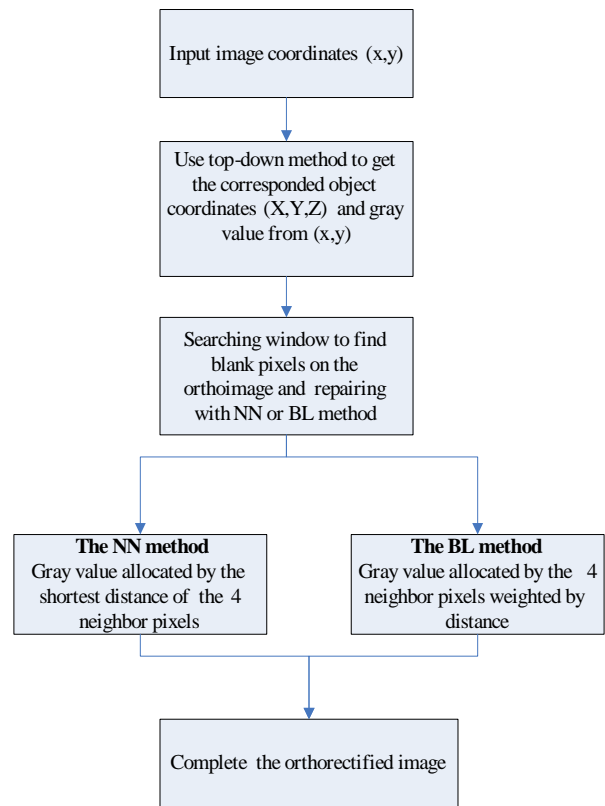 Input image coordinates (x,y)
Use top-down method to get
the corresponded object
coordinates (X,Y,Z) and gray
value from (x,y)
Searching window to find
blank pixels on the
orthoimage and repairing
with NN or BL method
The NN method
Gray value allocated by the
shortest distance of the 4
neighbor pixels
The BL method
Gray value allocated by the 4
neighbor pixels weighted by
distance
Complete the orthorectified image